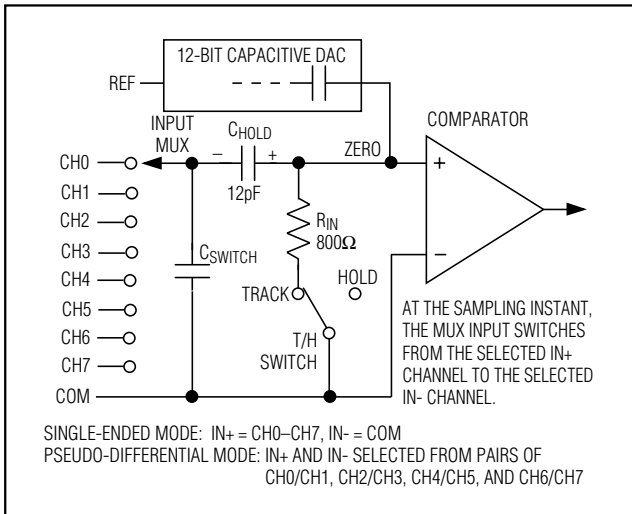 12-BIT CAPACITIVE DAC
REF
INPUT
MUX
CHOLD
ZERO
COMPARATOR
− +
12pF
+
−
CH0
CH1
CH2
CH3
CH4
CH5
CH6
CH7
COM
CSWITCH
RIN
800Ω
TRACK
HOLD
T/H
SWITCH
AT THE SAMPLING INSTANT,
THE MUX INPUT SWITCHES
FROM THE SELECTED IN+
CHANNEL TO THE SELECTED
IN- CHANNEL.
SINGLE-ENDED MODE: IN+ = CH0–CH7, IN- = COM
PSEUDO-DIFFERENTIAL MODE: IN+ AND IN- SELECTED FROM PAIRS OF
CH0/CH1, CH2/CH3, CH4/CH5, AND CH6/CH7